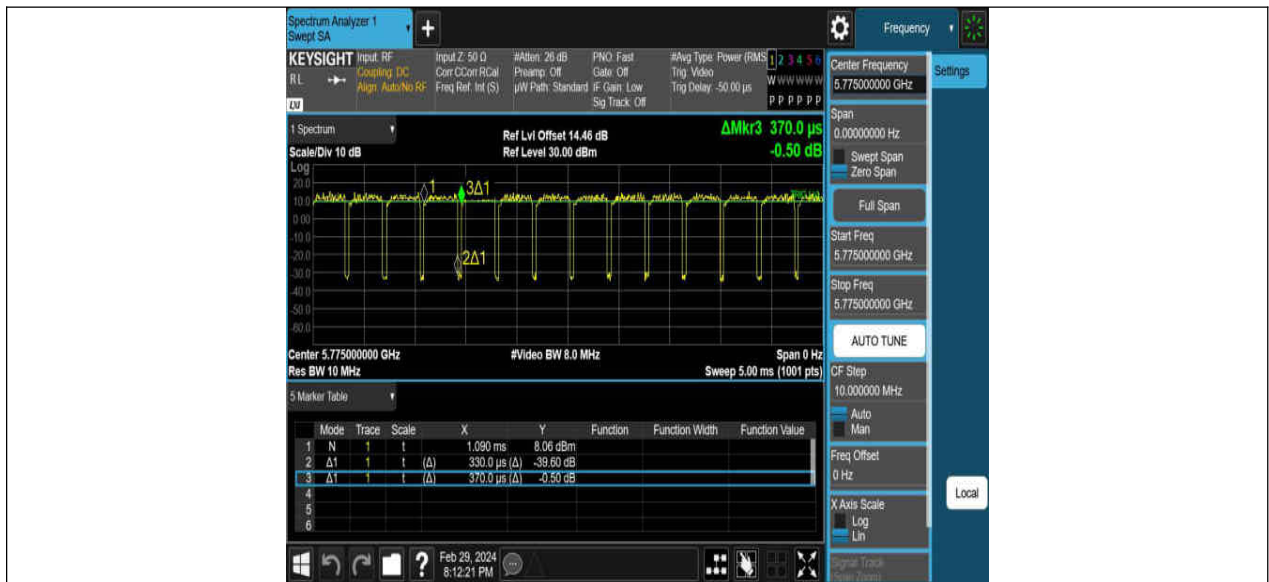 Spectrum Analyzer 1
Swept SA
+
Frequency
KEYSIGHT Input: RF
RL
Coupling: DC
Align: Auto/No RF
LXI
Input Z: 50 Ω
Corr CCorr RCal
Freq Ref: Int (S)
#Atten: 26 dB
Preamp: Off
µW Path: Standard
PNO: Fast
Gate: Off
IF Gain: Low
Sig Track: Off
#Avg Type: Power (RMS
Trig: Video
Trig Delay: -50.00 µs
1 2 3 4 5 6
W W W W W W
P P P P P P
Center Frequency
5.775000000 GHz
Settings
Span
0.00000000 Hz
Swept Span
Zero Span
Full Span
Start Freq
5.775000000 GHz
Stop Freq
5.775000000 GHz
AUTO TUNE
CF Step
10.000000 MHz
Auto
Man
Freq Offset
0 Hz
X Axis Scale
Log
Lin
Signal Track
(Span Zoom)
Local
1 Spectrum
Scale/Div 10 dB
Ref Lvl Offset 14.46 dB
Ref Level 30.00 dBm
ΔMkr3 370.0 µs
-0.50 dB
Log
20.0
10.0
0.00
-10.0
-20.0
-30.0
-40.0
-50.0
-60.0
1
3Δ1
2Δ1
Center 5.775000000 GHz
Res BW 10 MHz
#Video BW 8.0 MHz
Span 0 Hz
Sweep 5.00 ms (1001 pts)
5 Marker Table
Mode Trace Scale X Y Function Function Width Function Value
1 N 1 t 1.090 ms 8.06 dBm
2 Δ1 1 t (Δ) 330.0 µs (Δ) -39.60 dB
3 Δ1 1 t (Δ) 370.0 µs (Δ) -0.50 dB
4
5
6
?
Feb 29, 2024
8:12:21 PM